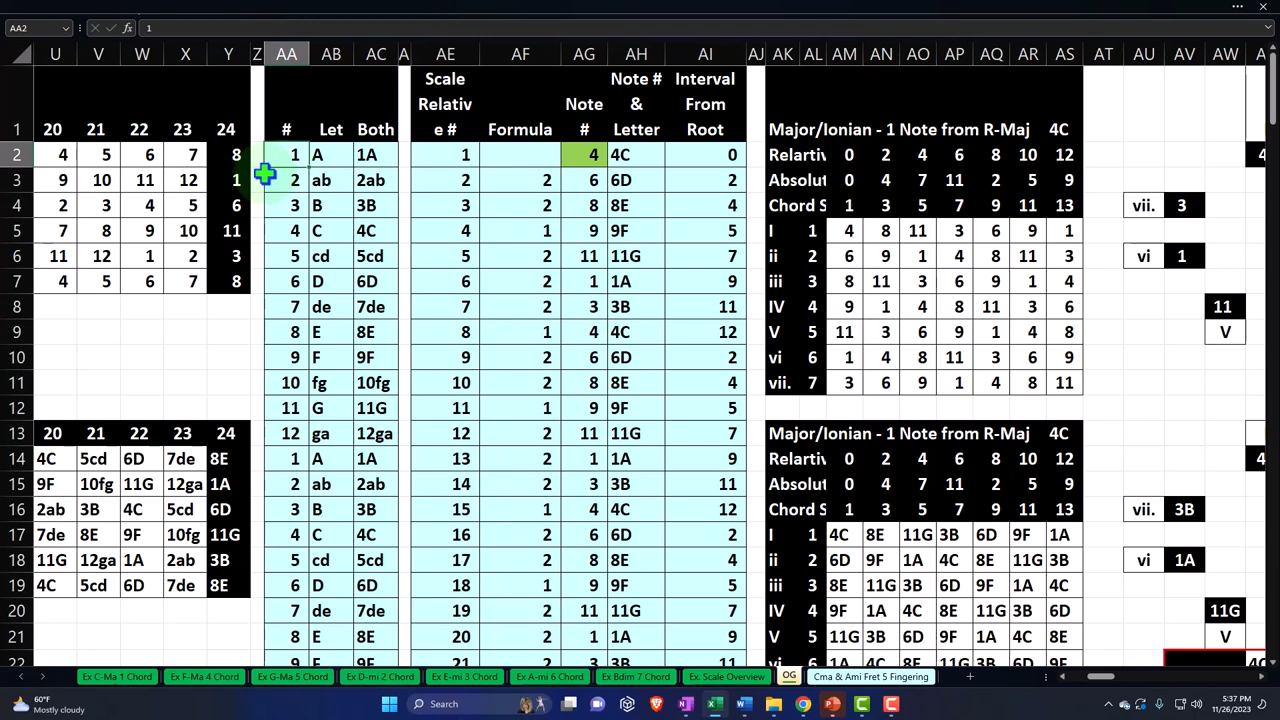 AA2 fx 1
U V W X Y Z AA AB AC A AE AF AG AH AI AJ AK AL AM AN AO AP AQ AR AS AT AU AV AW
Scale Note # Interval
Relativ Note & From
1 20 21 22 23 24 # Let Both e # Formula # Letter Root Major/Ionian - 1 Note from R-Maj 4C
2 4 5 6 7 8 1 A 1A 1 4 4C 0 Relartiv 0 2 4 6 8 10 12 4
3 9 10 11 12 1 2 ab 2ab 2 2 6 6D 2 Absolut 0 4 7 11 2 5 9
4 2 3 4 5 6 3 B 3B 3 2 8 8E 4 Chord S 1 3 5 7 9 11 13 vii. 3
5 7 8 9 10 11 4 C 4C 4 1 9 9F 5 I 1 4 8 11 3 6 9 1
6 11 12 1 2 3 5 cd 5cd 5 2 11 11G 7 ii 2 6 9 1 4 8 11 3 vi 1
7 4 5 6 7 8 6 D 6D 6 2 1 1A 9 iii 3 8 11 3 6 9 1 4
8 7 de 7de 7 2 3 3B 11 IV 4 9 1 4 8 11 3 6 11
9 8 E 8E 8 1 4 4C 12 V 5 11 3 6 9 1 4 8 V
10 9 F 9F 9 2 6 6D 2 vi 6 1 4 8 11 3 6 9
11 10 fg 10fg 10 2 8 8E 4 vii. 7 3 6 9 1 4 8 11
12 11 G 11G 11 1 9 9F 5
13 20 21 22 23 24 12 ga 12ga 12 2 11 11G 7 Major/Ionian - 1 Note from R-Maj 4C
14 4C 5cd 6D 7de 8E 1 A 1A 13 2 1 1A 9 Relartiv 0 2 4 6 8 10 12 4
15 9F 10fg 11G 12ga 1A 2 ab 2ab 14 2 3 3B 11 Absolut 0 4 7 11 2 5 9
16 2ab 3B 4C 5cd 6D 3 B 3B 15 1 4 4C 12 Chord S 1 3 5 7 9 11 13 vii. 3B
17 7de 8E 9F 10fg 11G 4 C 4C 16 2 6 6D 2 I 1 4C 8E 11G 3B 6D 9F 1A
18 11G 12ga 1A 2ab 3B 5 cd 5cd 17 2 8 8E 4 ii 2 6D 9F 1A 4C 8E 11G 3B vi 1A
19 4C 5cd 6D 7de 8E 6 D 6D 18 1 9 9F 5 iii 3 8E 11G 3B 6D 9F 1A 4C
20 7 de 7de 19 2 11 11G 7 IV 4 9F 1A 4C 8E 11G 3B 6D 11G
21 8 E 8E 20 2 1 1A 9 V 5 11G 3B 6D 9F 1A 4C 8E V
22 9 F 9F 21 2 3 3B 11 vi 6 1A 4C 8E 11G 3B 6D 9F
Ex C-Ma 1 Chord Ex F-Ma 4 Chord Ex G-Ma 5 Chord Ex D-mi 2 Chord Ex E-mi 3 Chord Ex A-mi 6 Chord Ex Bdim 7 Chord Ex. Scale Overview OG Cma & Ami Fret 5 Fingering
60°F
Mostly cloudy
Search
5:37 PM
11/26/2023